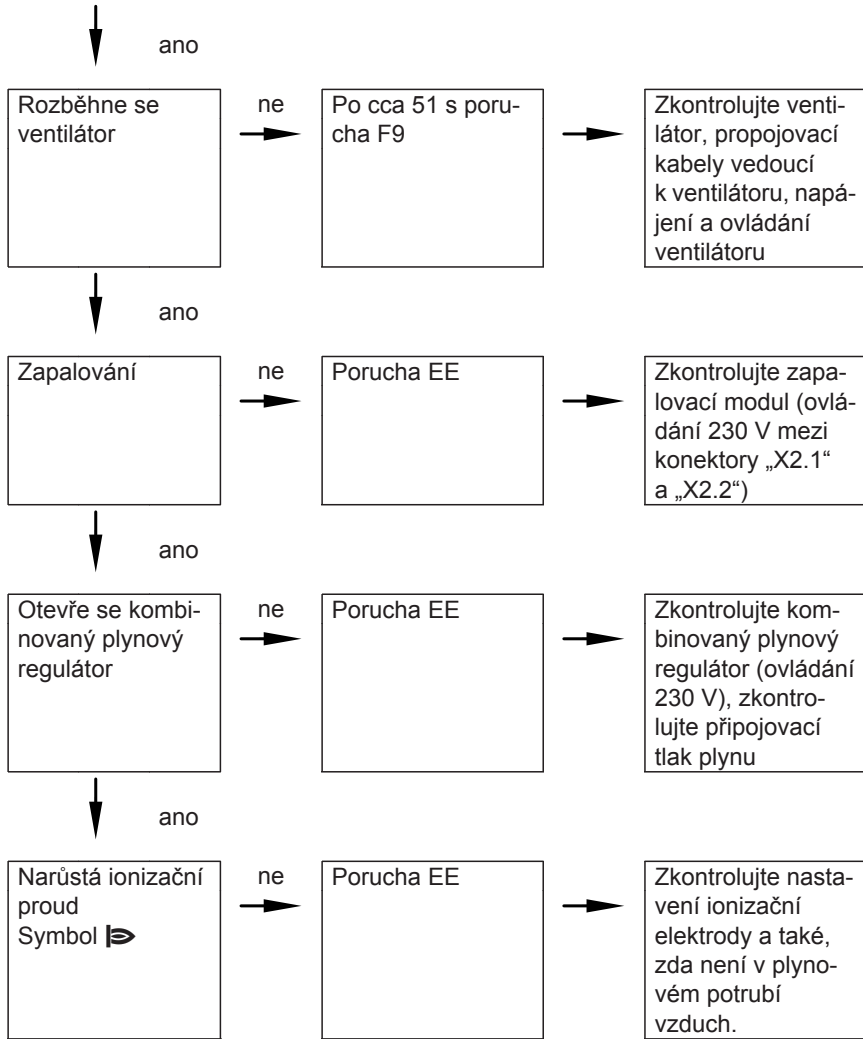 ano
Rozběhne se
ventilátor
ne
Po cca 51 s poru-
cha F9
Zkontrolujte venti-
látor, propojovací
kabely vedoucí
k ventilátoru, napá-
jení a ovládání
ventilátoru
ano
Zapalování
ne
Porucha EE
Zkontrolujte zapa-
lovací modul (ovlá-
dání 230 V mezi
konektory „X2.1“
a „X2.2“)
ano
Otevře se kombi-
novaný plynový
regulátor
ne
Porucha EE
Zkontrolujte kom-
binovaný plynový
regulátor (ovládání
230 V), zkontro-
lujte připojovací
tlak plynu
ano
Narůstá ionizační
proud
Symbol
ne
Porucha EE
Zkontrolujte nasta-
vení ionizační
elektrody a také,
zda není v plyno-
vém potrubí
vzduch.